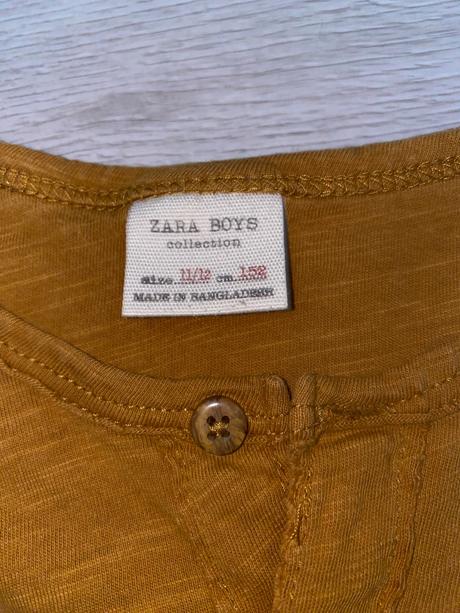 ZARA BOYS
collection
size..11/12 cm.152
MADE IN BANGLADESH